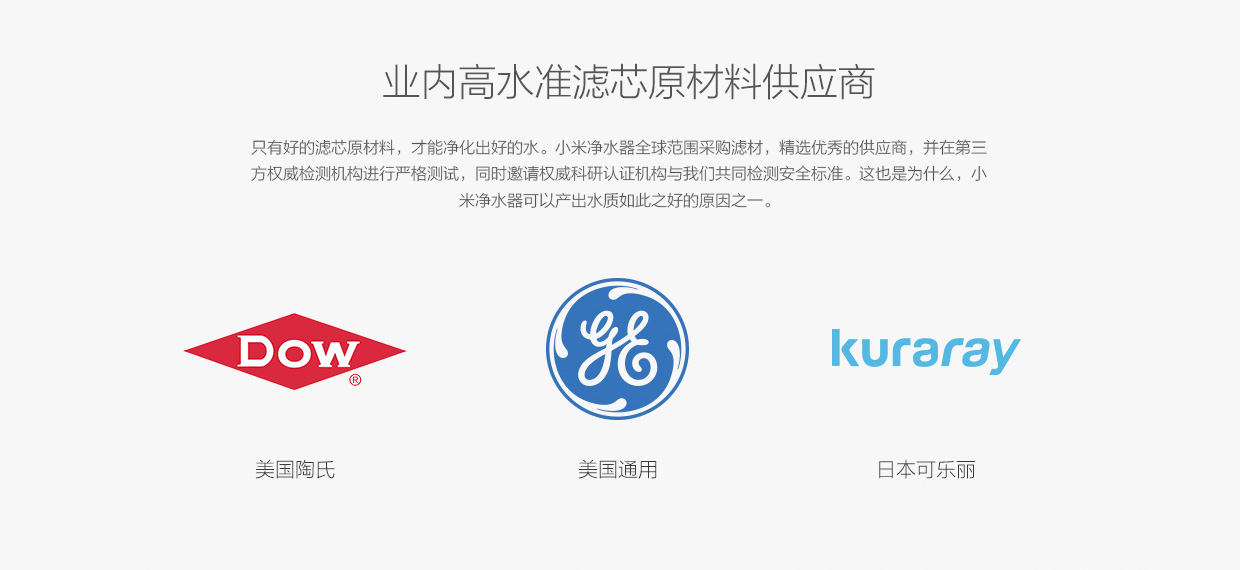 业内高水准滤芯原材料供应商
只有好的滤芯原材料，才能净化出好的水。小米净水器全球范围采购滤材，精选优秀的供应商，并在第三
方权威检测机构进行严格测试，同时邀请权威科研认证机构与我们共同检测安全标准。这也是为什么，小
米净水器可以产出水质如此之好的原因之一。
DOW
®
GE
kuraray
美国陶氏
美国通用
日本可乐丽